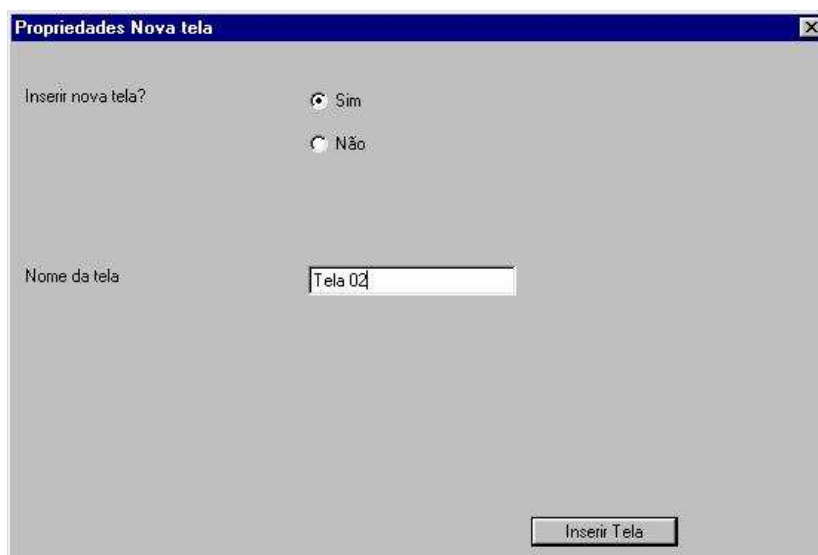 Propriedades Nova tela
Inserir nova tela?
Sim
Não
Nome da tela
Tela 02
Inserir Tela